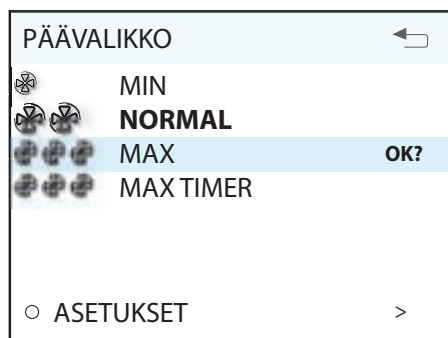 PÄÄVALIKKO
MIN
NORMAL
MAX OK?
MAX TIMER
ASETUKSET >